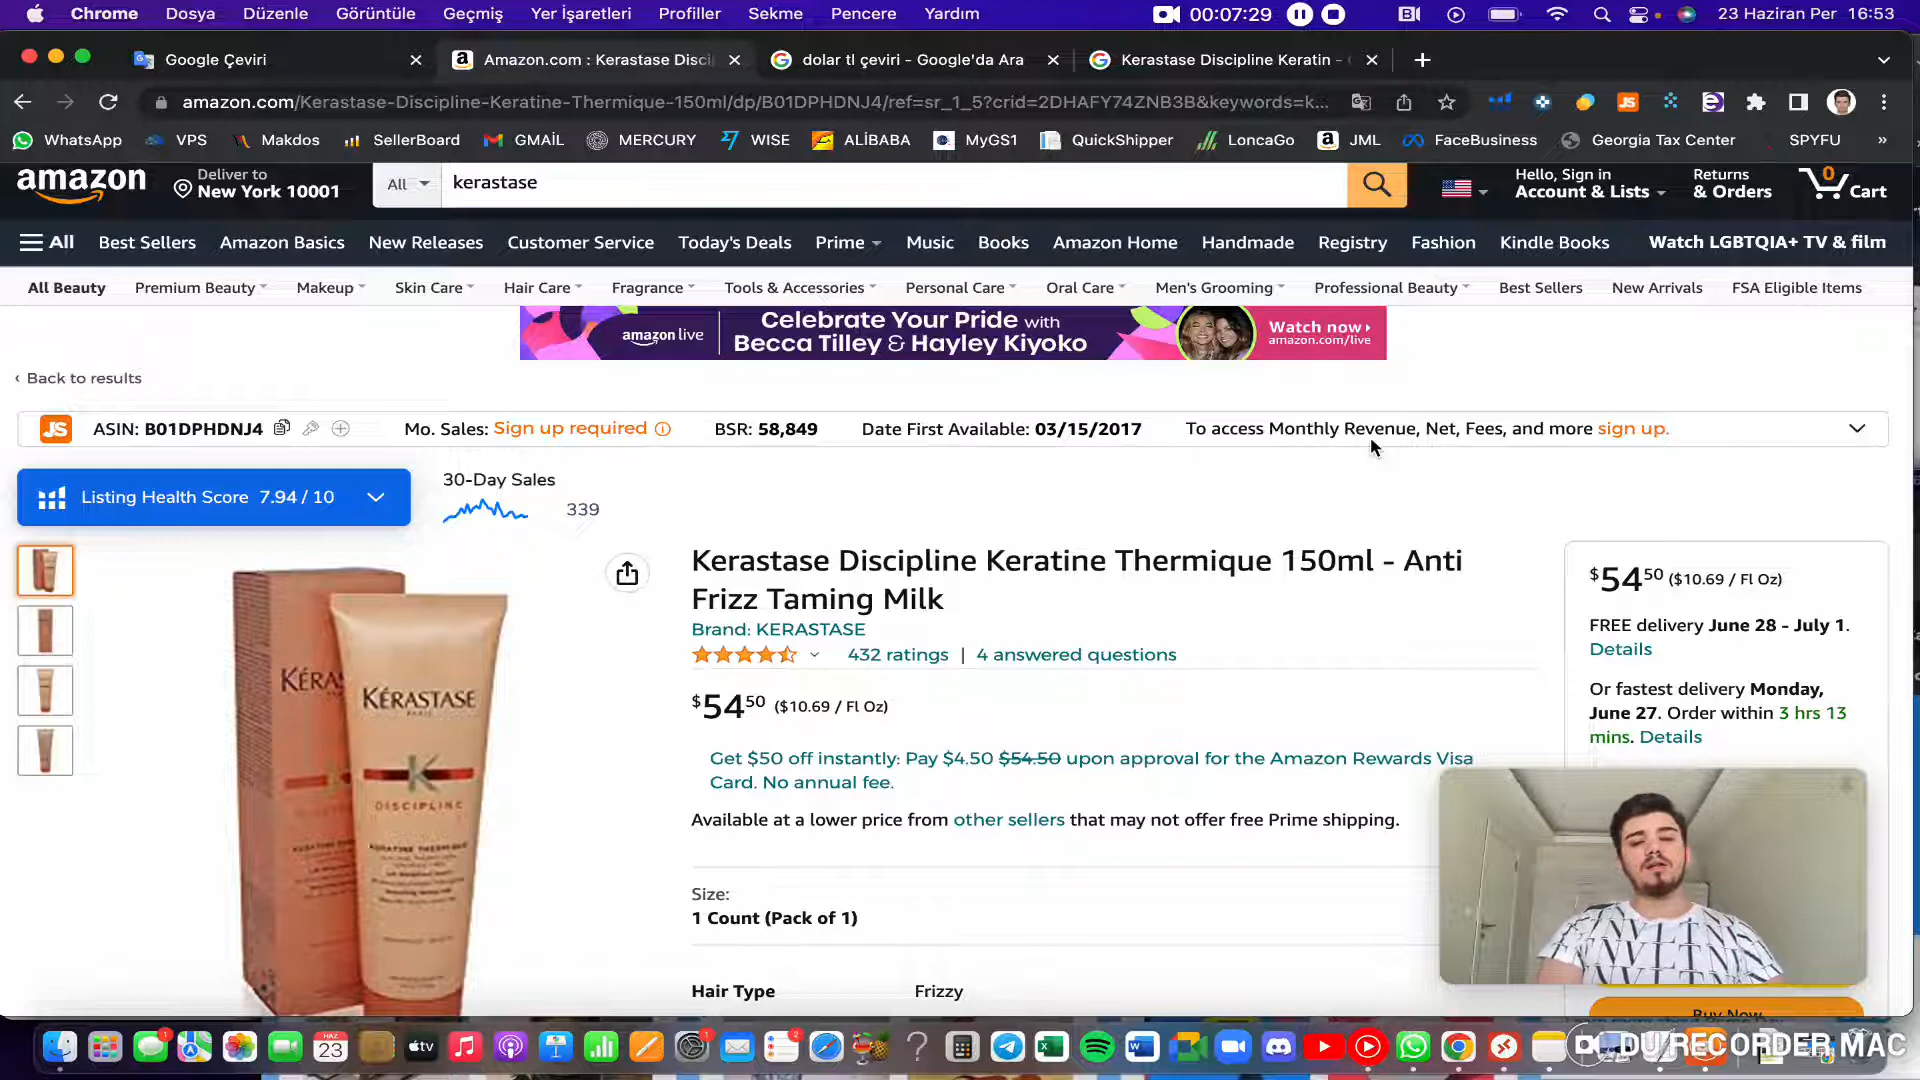 Chrome Dosya Düzenle Görüntüle Geçmiş Yer İşaretleri Profiller Sekme Pencere Yardım 00:07:29 23 Haziran Per 16:53
Google Çeviri
Amazon.com : Kerastase Disci
dolar tl çeviri - Google'da Ara
Kerastase Discipline Keratin -
amazon.com/Kerastase-Discipline-Keratine-Thermique-150ml/dp/B01DPHDNJ4/ref=sr_1_5?crid=2DHAFY74ZNB3B&keywords=k...
WhatsApp VPS Makdos SellerBoard GMAİL MERCURY WISE ALİBABA MyGS1 QuickShipper LoncaGo JML FaceBusiness Georgia Tax Center SPYFU »
amazon
Deliver to
New York 10001
All
kerastase
Hello, Sign in
Account & Lists
Returns
& Orders
0
Cart
All Best Sellers Amazon Basics New Releases Customer Service Today's Deals Prime Music Books Amazon Home Handmade Registry Fashion Kindle Books Watch LGBTQIA+ TV & film
All Beauty Premium Beauty Makeup Skin Care Hair Care Fragrance Tools & Accessories Personal Care Oral Care Men's Grooming Professional Beauty Best Sellers New Arrivals FSA Eligible Items
amazon live
Celebrate Your Pride with
Becca Tilley & Hayley Kiyoko
Watch now
amazon.com/live
‹ Back to results
JS ASIN: B01DPHDNJ4 Mo. Sales: Sign up required BSR: 58,849 Date First Available: 03/15/2017 To access Monthly Revenue, Net, Fees, and more sign up.
Listing Health Score 7.94 / 10
30-Day Sales
339
Kerastase Discipline Keratine Thermique 150ml - Anti
Frizz Taming Milk
Brand: KERASTASE
432 ratings | 4 answered questions
$5450 ($10.69 / Fl Oz)
Get $50 off instantly: Pay $4.50 $54.50 upon approval for the Amazon Rewards Visa
Card. No annual fee.
Available at a lower price from other sellers that may not offer free Prime shipping.
Size:
1 Count (Pack of 1)
Hair Type Frizzy
$5450 ($10.69 / Fl Oz)
FREE delivery June 28 - July 1.
Details
Or fastest delivery Monday,
June 27. Order within 3 hrs 13
mins. Details
Buy Now
KÉRASTASE
PARIS
K
DISCIPLINE
KERATINE THERMIQUE
HAZ
23
tv
DU RECORDER MAC